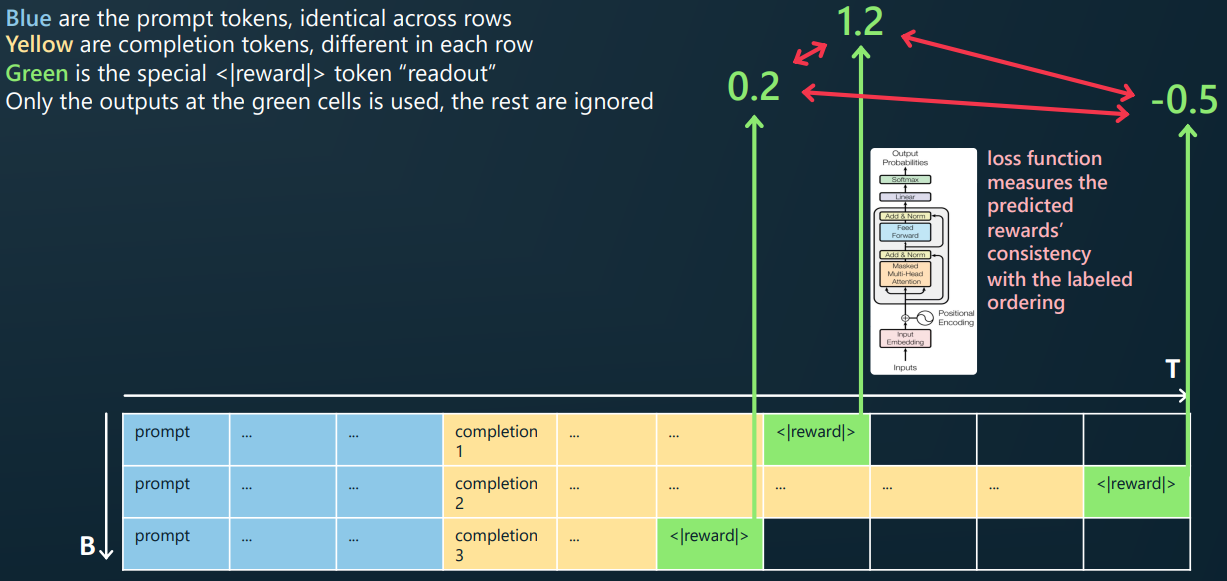 Blue are the prompt tokens, identical across rows
Yellow are completion tokens, different in each row
Green is the special <|reward|> token “readout”
Only the outputs at the green cells is used, the rest are ignored
1.2
0.2
-0.5
Output
Probabilities
Softmax
Linear
Add & Norm
Feed
Forward
Add & Norm
Masked
Multi-Head
Attention
Positional
Encoding
Input
Embedding
Inputs
loss function
measures the
predicted
rewards’
consistency
with the labeled
ordering
T
B
prompt ... ... completion 1 ... ... <|reward|>
prompt ... ... completion 2 ... ... ... ... ... <|reward|>
prompt ... ... completion 3 ... <|reward|>